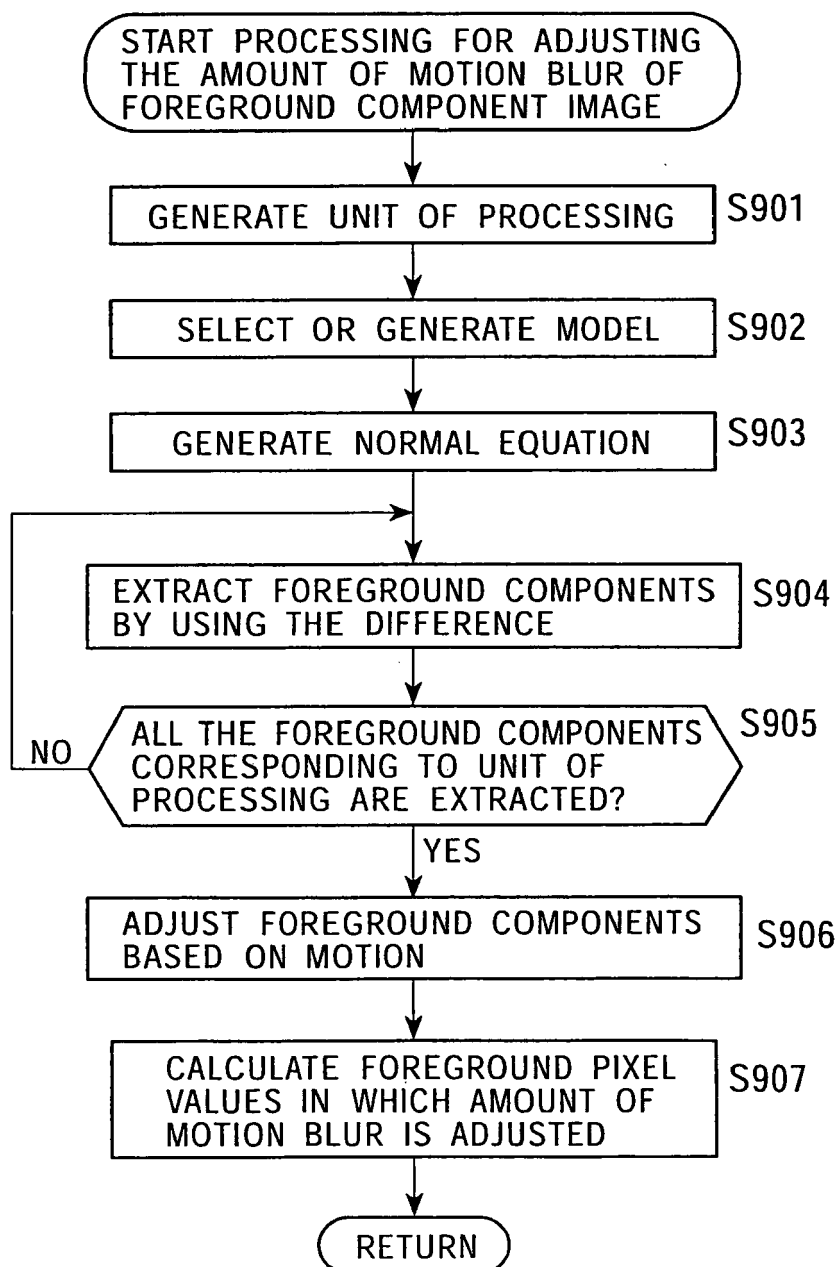 START PROCESSING FOR ADJUSTING
THE AMOUNT OF MOTION BLUR OF
FOREGROUND COMPONENT IMAGE
GENERATE UNIT OF PROCESSING
S901
SELECT OR GENERATE MODEL
S902
GENERATE NORMAL EQUATION
S903
EXTRACT FOREGROUND COMPONENTS
BY USING THE DIFFERENCE
S904
ALL THE FOREGROUND COMPONENTS
CORRESPONDING TO UNIT OF
PROCESSING ARE EXTRACTED?
S905
NO
YES
ADJUST FOREGROUND COMPONENTS
BASED ON MOTION
S906
CALCULATE FOREGROUND PIXEL
VALUES IN WHICH AMOUNT OF
MOTION BLUR IS ADJUSTED
S907
RETURN